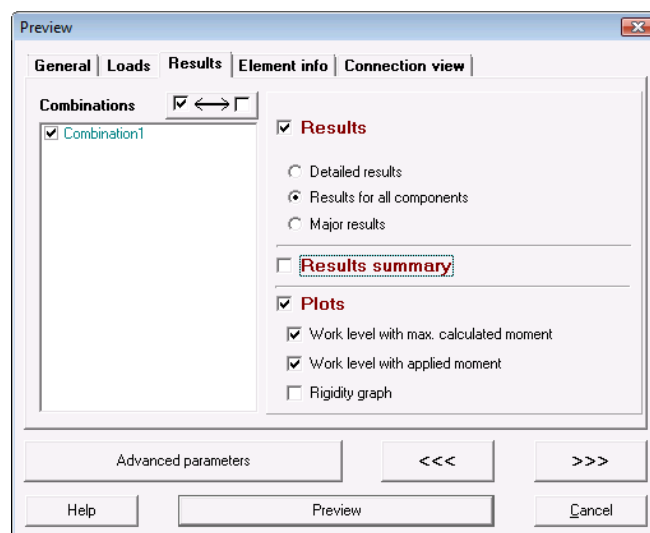 Preview
General Loads Results Element info Connection view
Combinations
Combination1
Results
Detailed results
Results for all components
Major results
Results summary
Plots
Work level with max. calculated moment
Work level with applied moment
Rigidity graph
Advanced parameters <<< >>>
Help Preview Cancel